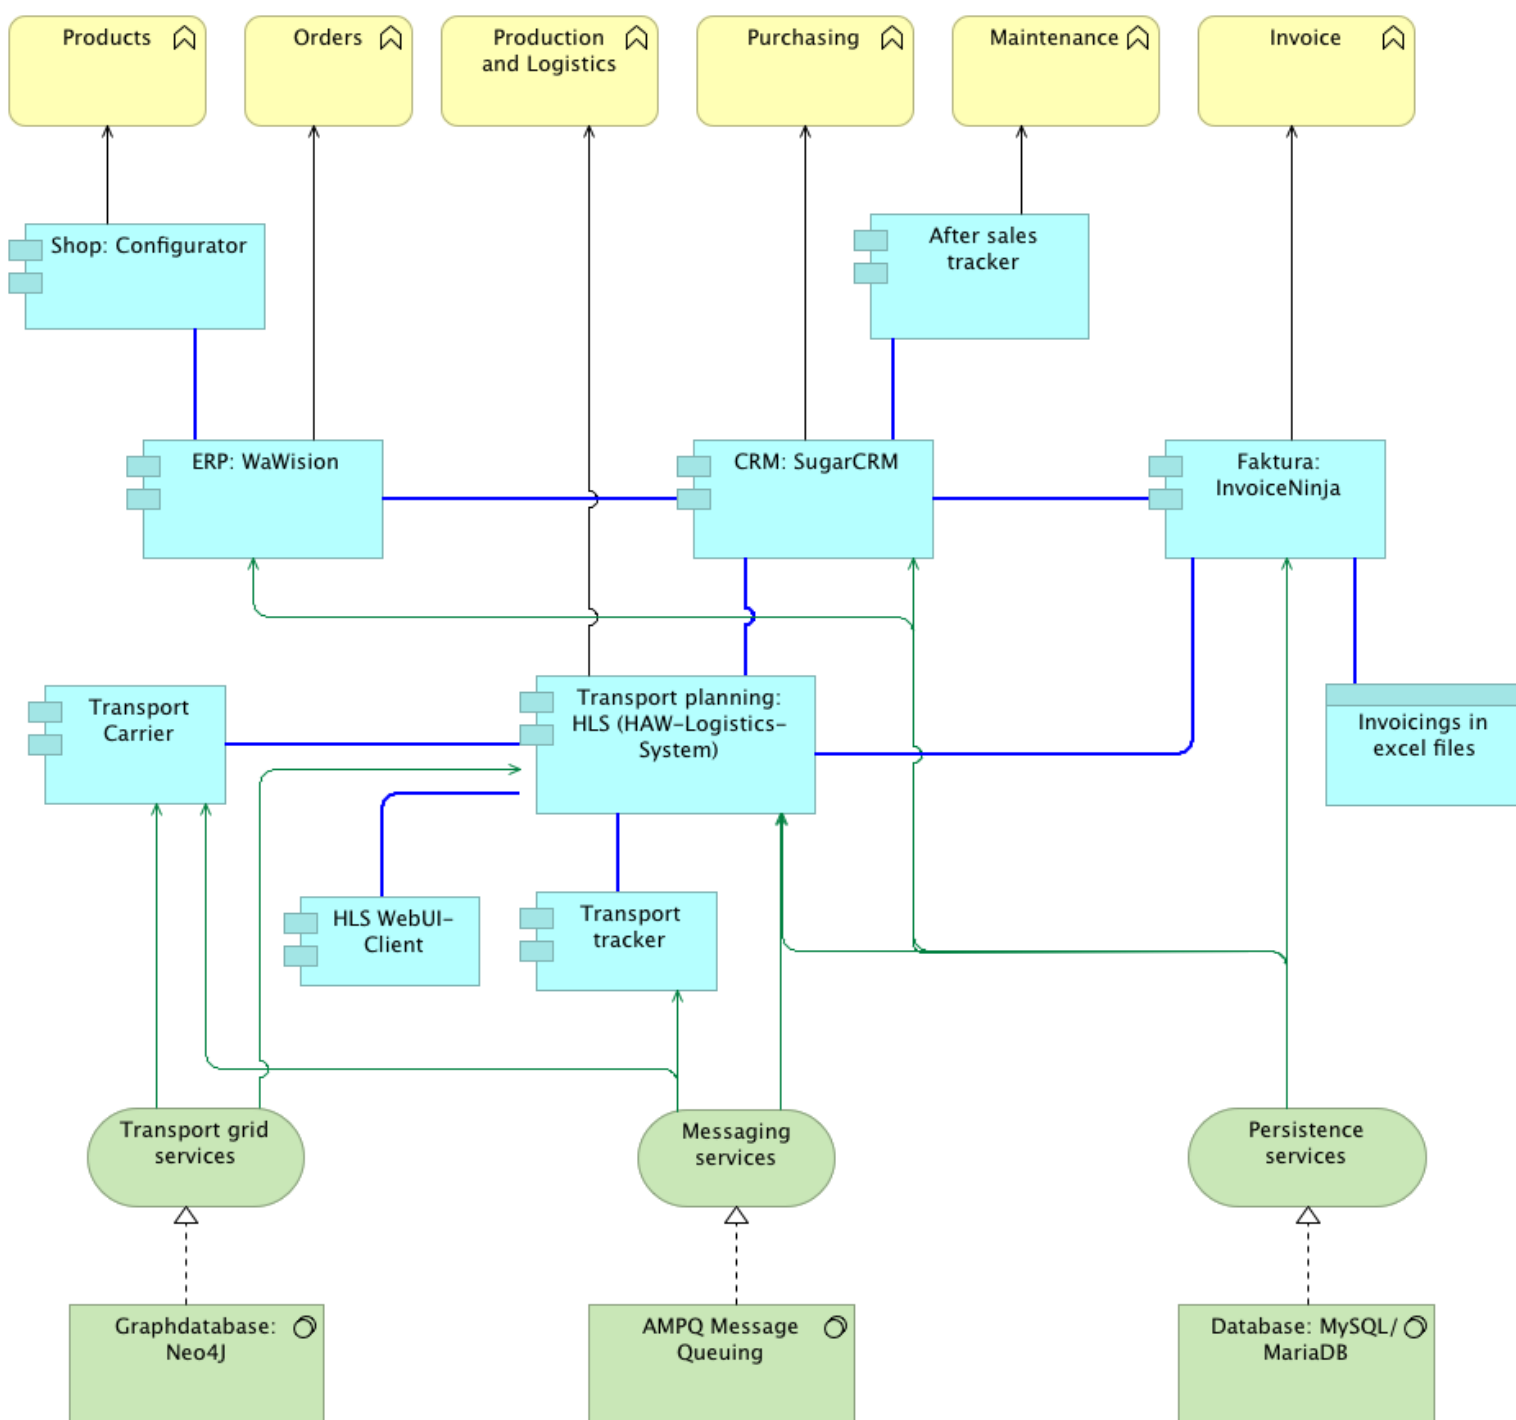 Products
Orders
Production
and Logistics
Purchasing
Maintenance
Invoice
Shop: Configurator
After sales
tracker
ERP: WaWision
CRM: SugarCRM
Faktura:
InvoiceNinja
Transport
Carrier
Transport planning:
HLS (HAW-Logistics-
System)
Invoicings in
excel files
HLS WebUI-
Client
Transport
tracker
Transport grid
services
Messaging
services
Persistence
services
Graphdatabase:
Neo4J
AMPQ Message
Queuing
Database: MySQL/
MariaDB